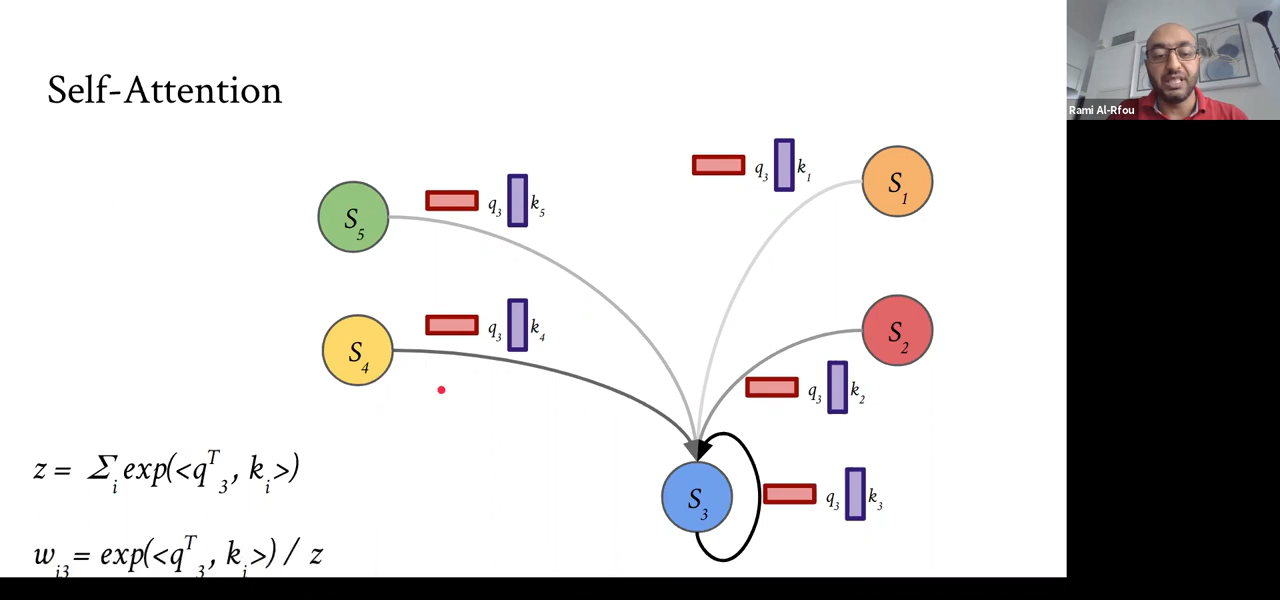 Self-Attention
Rami Al-Rfou
q3 k1
S1
S5
q3 k5
q3 k4
S4
S2
q3 k2
z = Σi exp(<qT3, ki>)
S3
q3 k3
wi3 = exp(<qT3, ki>) / z